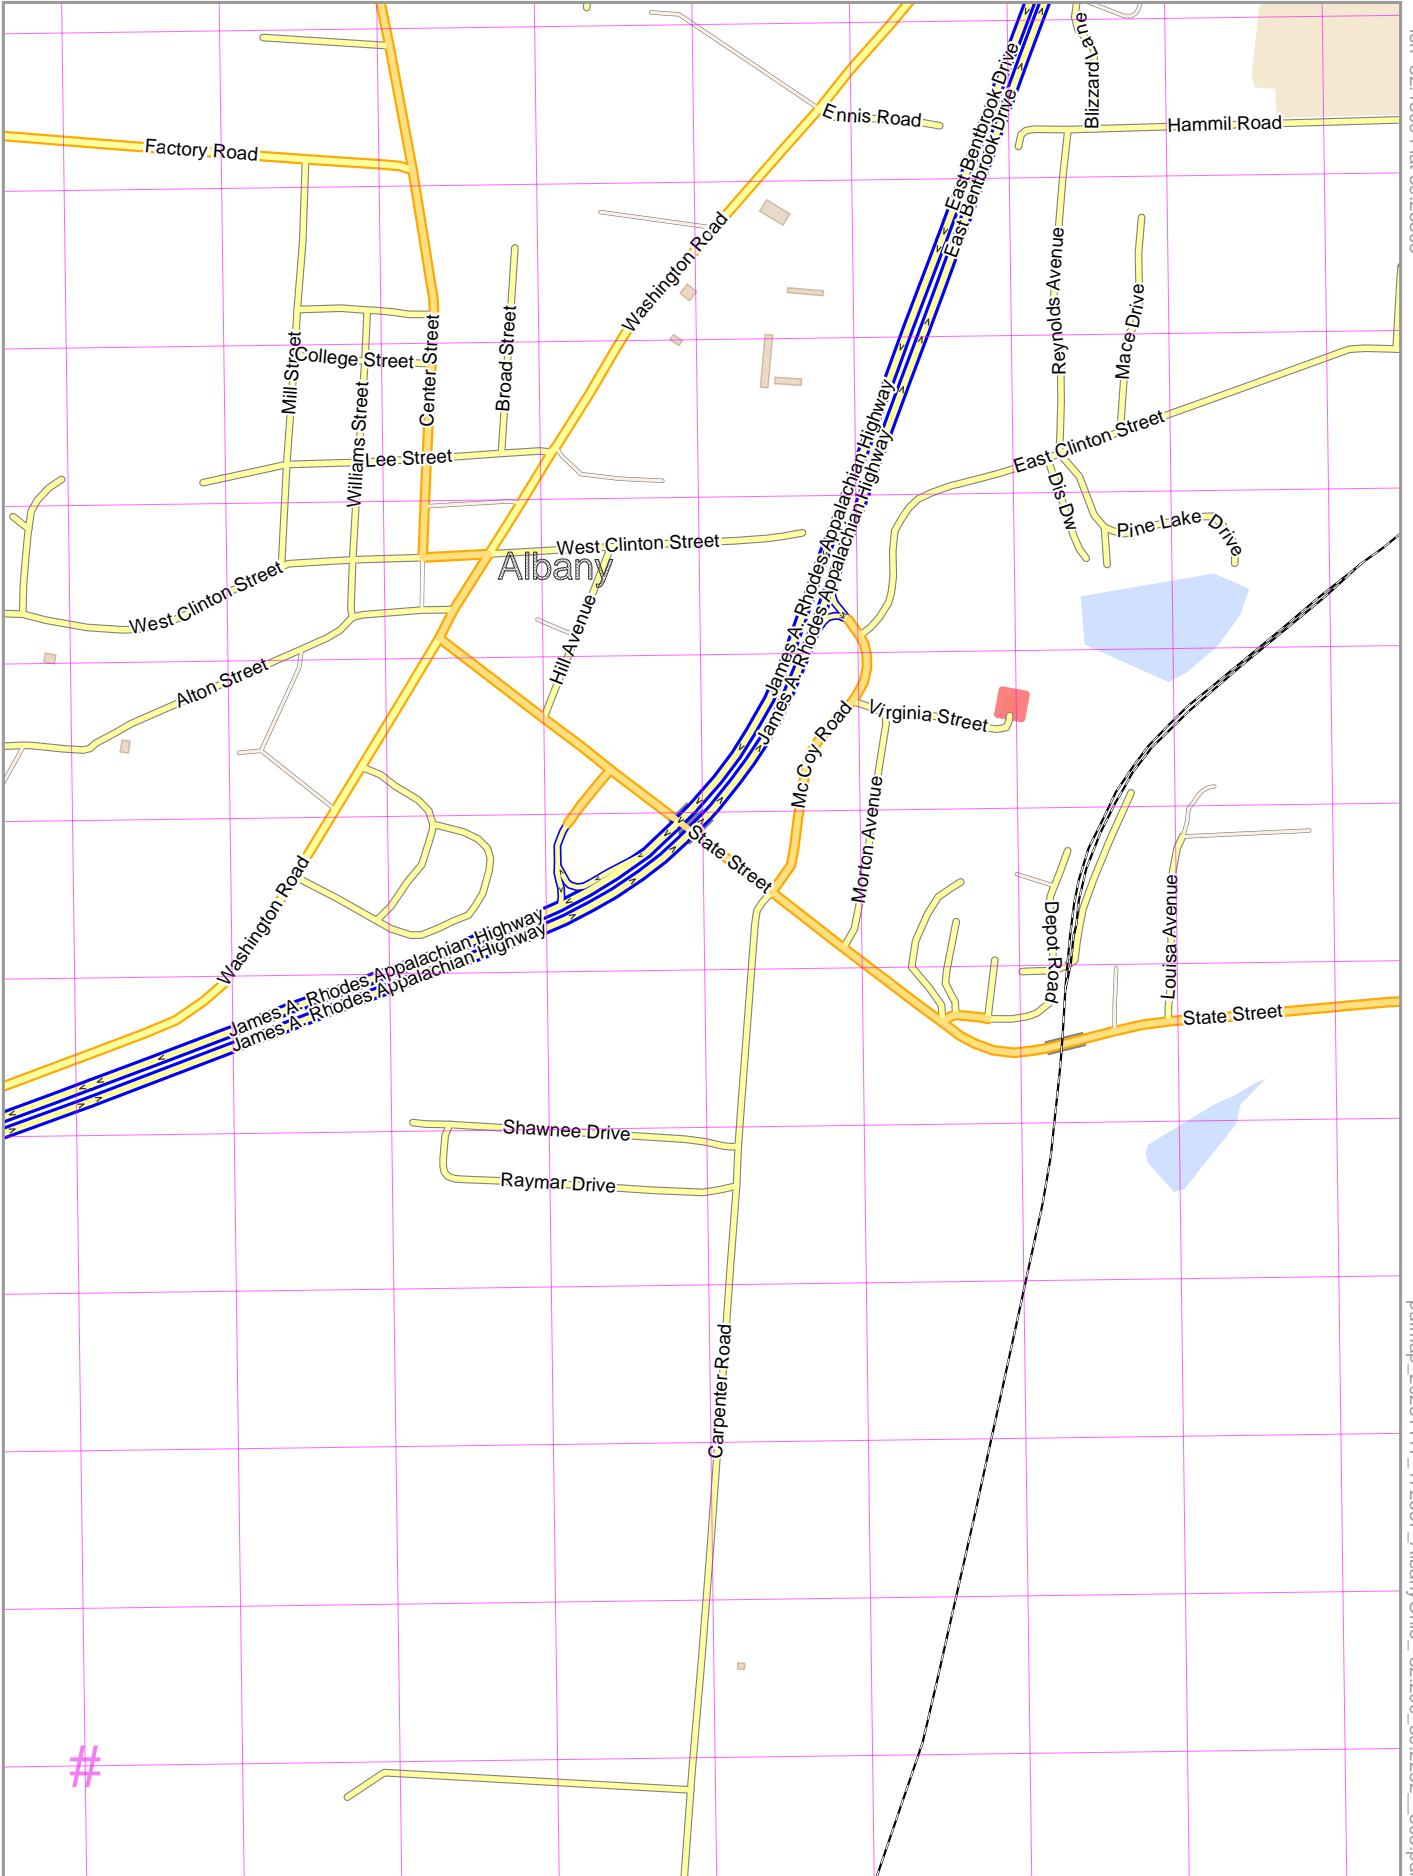 Blizzard Lane
East Bentbrook Drive
East Bentbrook Drive
Ennis Road
Hammil Road
Factory Road
Washington Road
Reynolds Avenue
Mace Drive
Mill Street
College Street
Center Street
Broad Street
Williams Street
Lee Street
James A. Rhodes Appalachian Highway
James A. Rhodes Appalachian Highway
East Clinton Street
Dis Dw
Pine Lake Drive
West Clinton Street
Albany
West Clinton Street
Hill Avenue
Alton Street
Virginia Street
Mc Coy Road
Morton Avenue
State Street
Washington Road
Depot Road
Louisa Avenue
James A. Rhodes Appalachian Highway
James A. Rhodes Appalachian Highway
State Street
Shawnee Drive
Raymar Drive
Carpenter Road
#